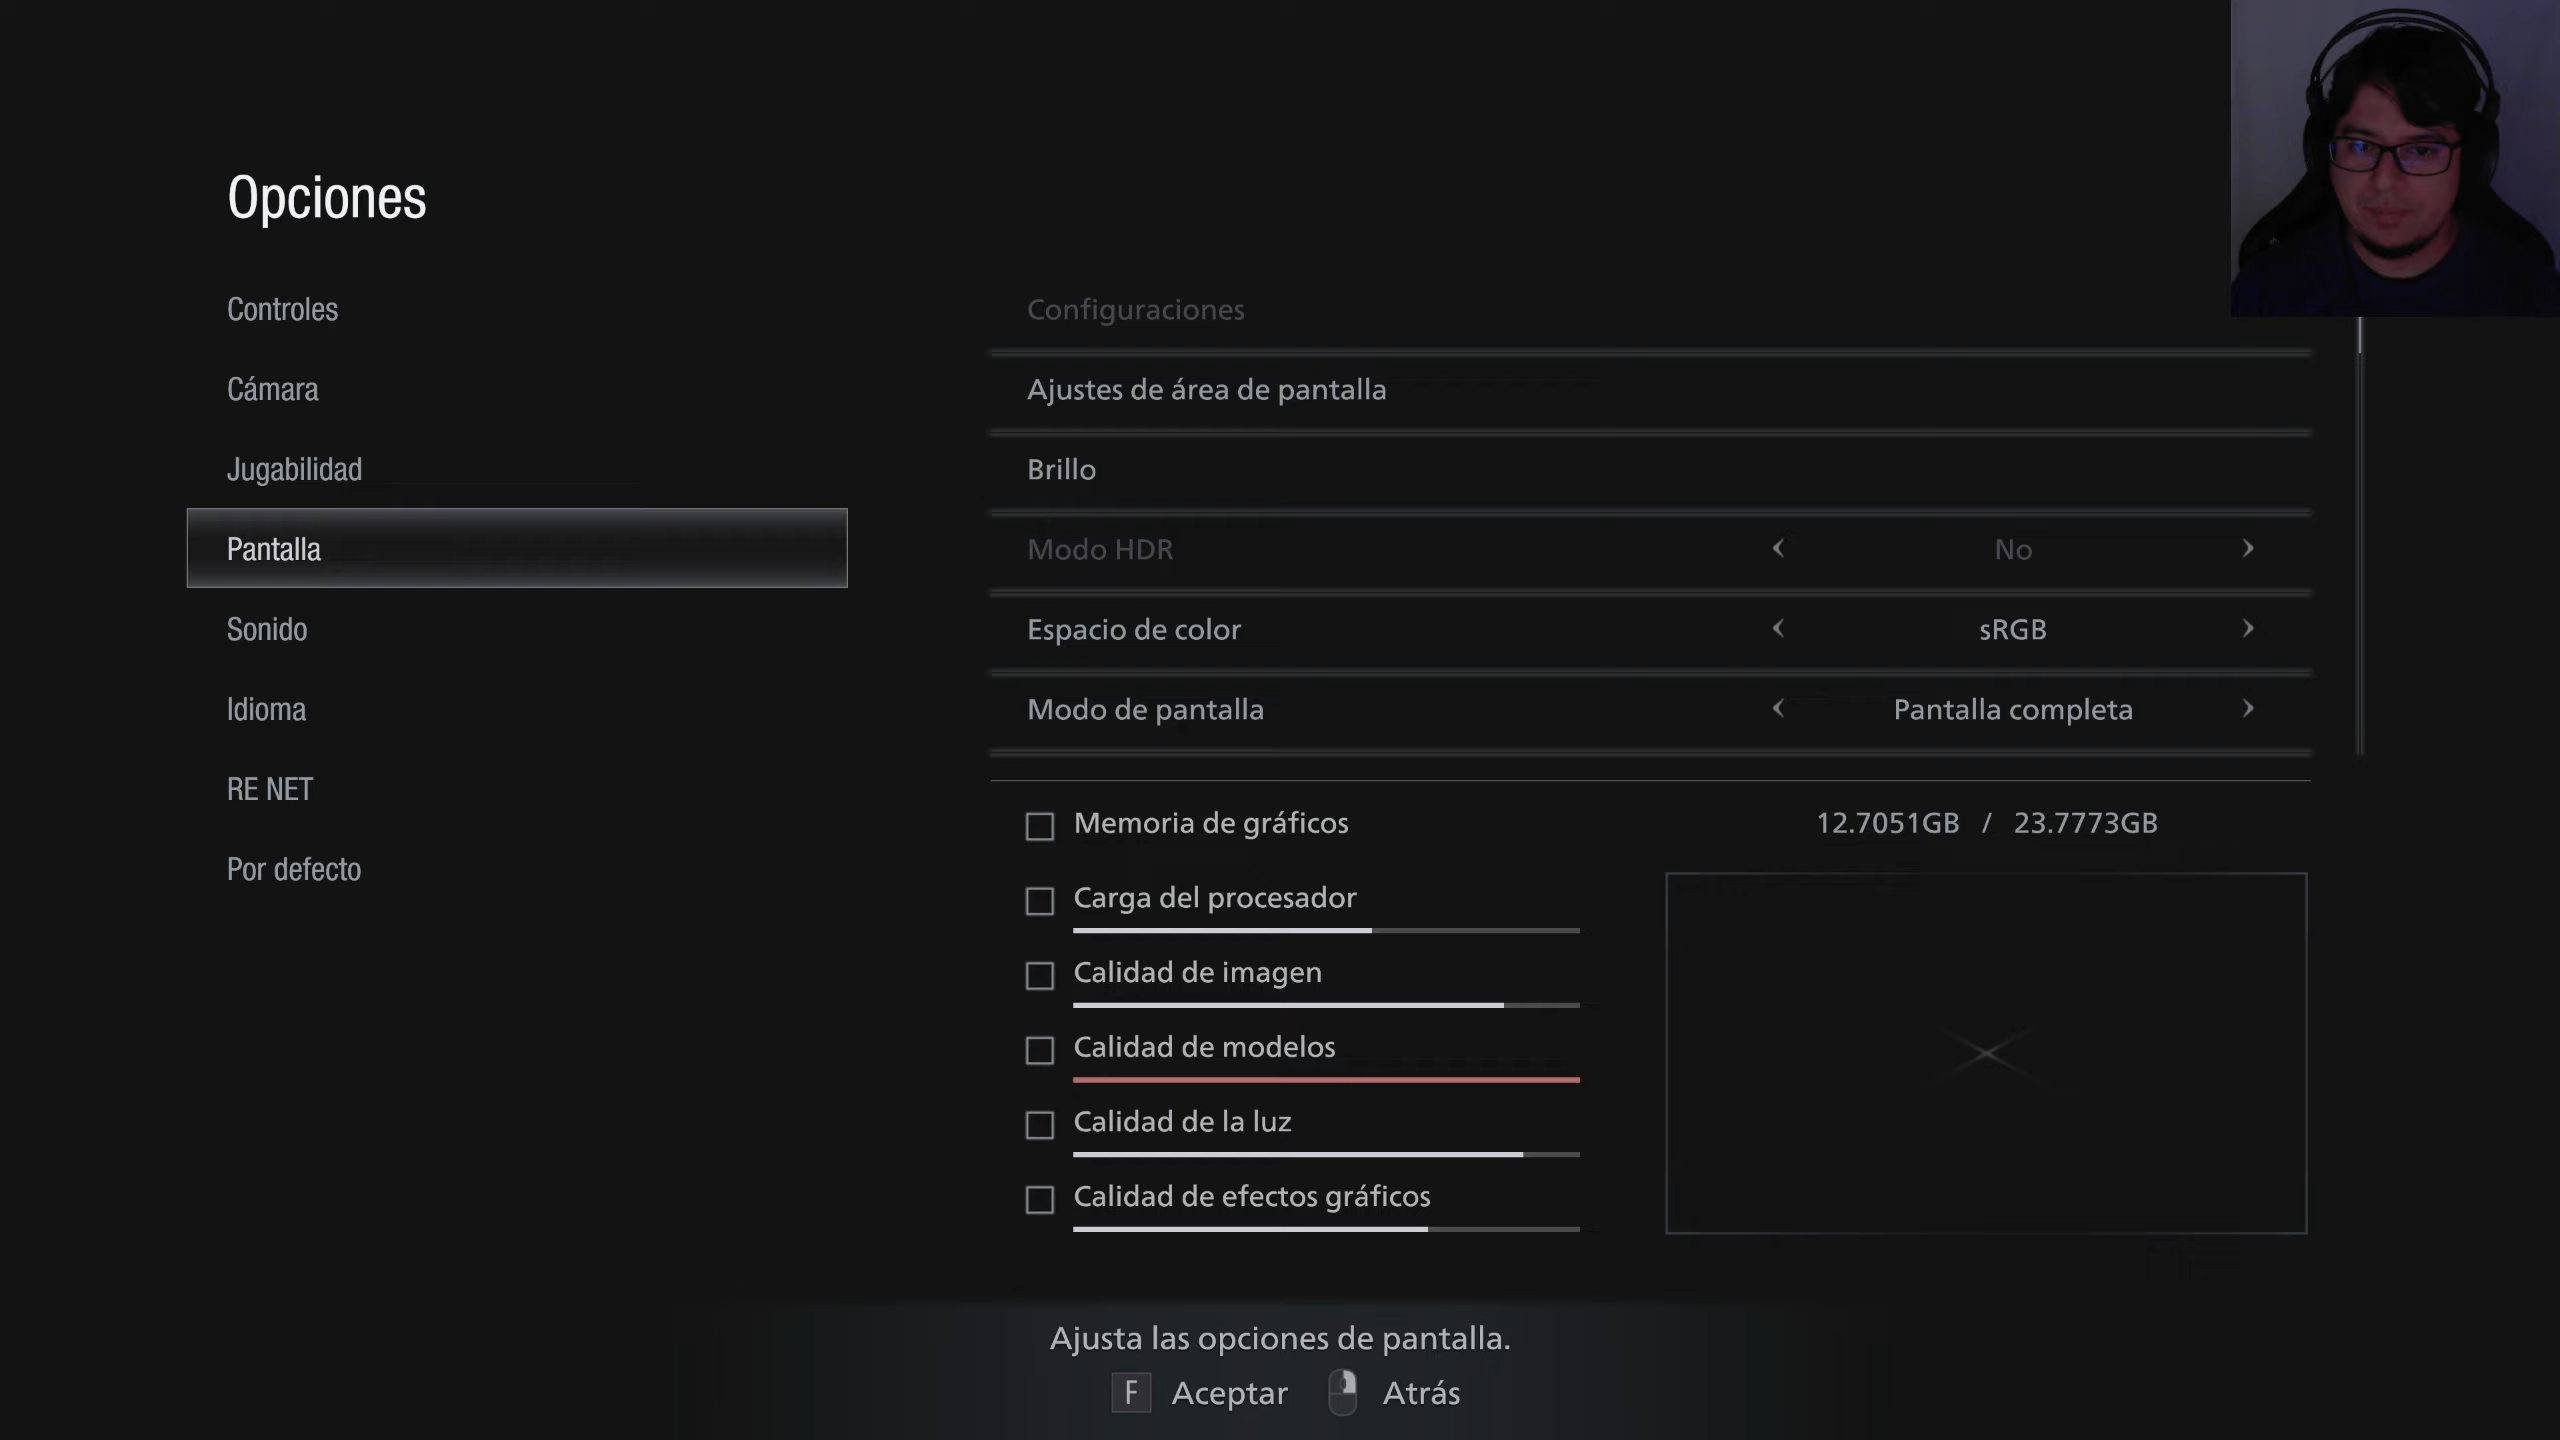 Opciones
Controles
Cámara
Jugabilidad
Pantalla
Sonido
Idioma
RE NET
Por defecto
Configuraciones
Ajustes de área de pantalla
Brillo
Modo HDR No
Espacio de color sRGB
Modo de pantalla Pantalla completa
Memoria de gráficos 12.7051GB / 23.7773GB
Carga del procesador
Calidad de imagen
Calidad de modelos
Calidad de la luz
Calidad de efectos gráficos
Ajusta las opciones de pantalla.
F Aceptar Atrás